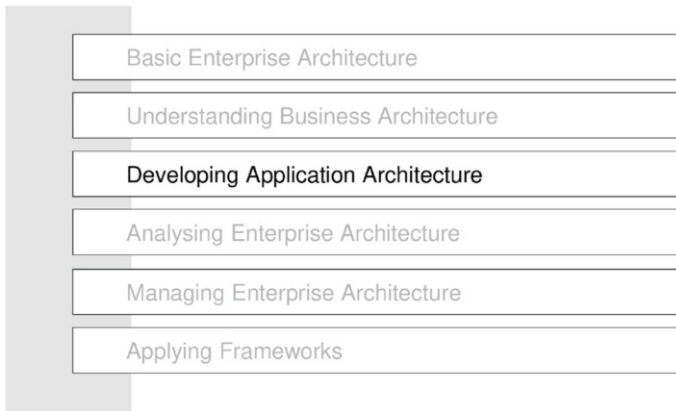 Basic Enterprise Architecture
Understanding Business Architecture
Developing Application Architecture
Analysing Enterprise Architecture
Managing Enterprise Architecture
Applying Frameworks